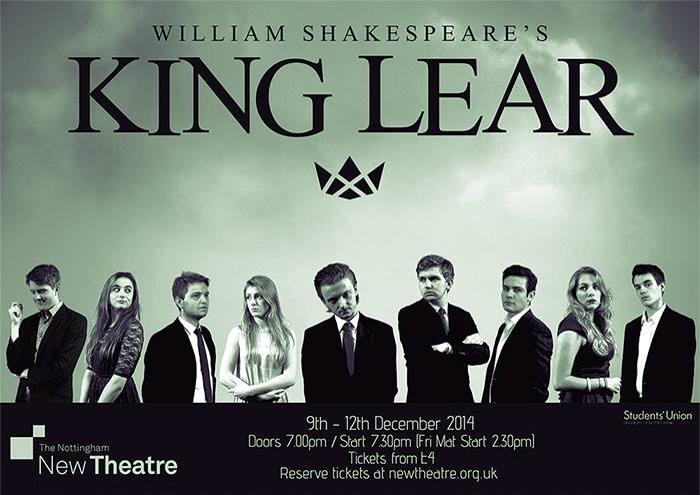 WILLIAM SHAKESPEARE'S
KING LEAR
Students' Union
9th - 12th December 2014
Doors 7.00pm / Start 7.30pm (Fri Mat Start 2.30pm)
Tickets from £4
Reserve tickets at newtheatre.org.uk
The Nottingham
New Theatre